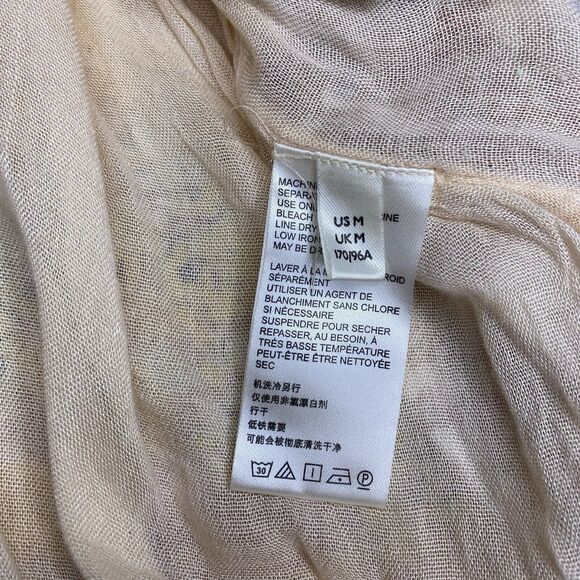 US M
UK M
170/96A
SEPARA
USE ON
BLEACH INE
LINE DRY
LOW IRON
MAY BE D
LAVER À LA M ROID
SÉPARÉMENT
UTILISER UN AGENT DE
BLANCHIMENT SANS CHLORE
SI NÉCESSAIRE
SUSPENDRE POUR SECHER
REPASSER, AU BESOIN, À
TRÈS BASSE TEMPÉRATURE
PEUT-ÊTRE ÊTRE NETTOYÉE
SEC
机洗冷另行
仅使用非氯漂白剂
行干
低铁需要
可能会被彻底清洗干净
30 P